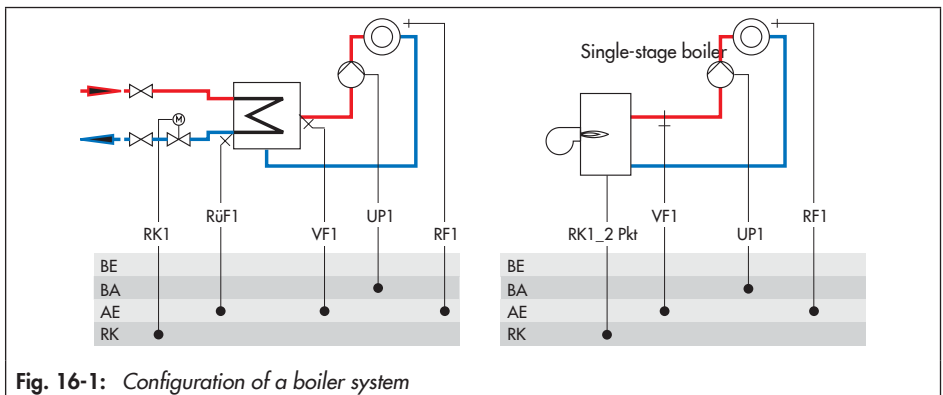 Single-stage boiler
M
RK1 RüF1 VF1 UP1 RF1
BE
BA
AE
RK
RK1_2 Pkt VF1 UP1 RF1
BE
BA
AE
RK
Fig. 16-1: Configuration of a boiler system